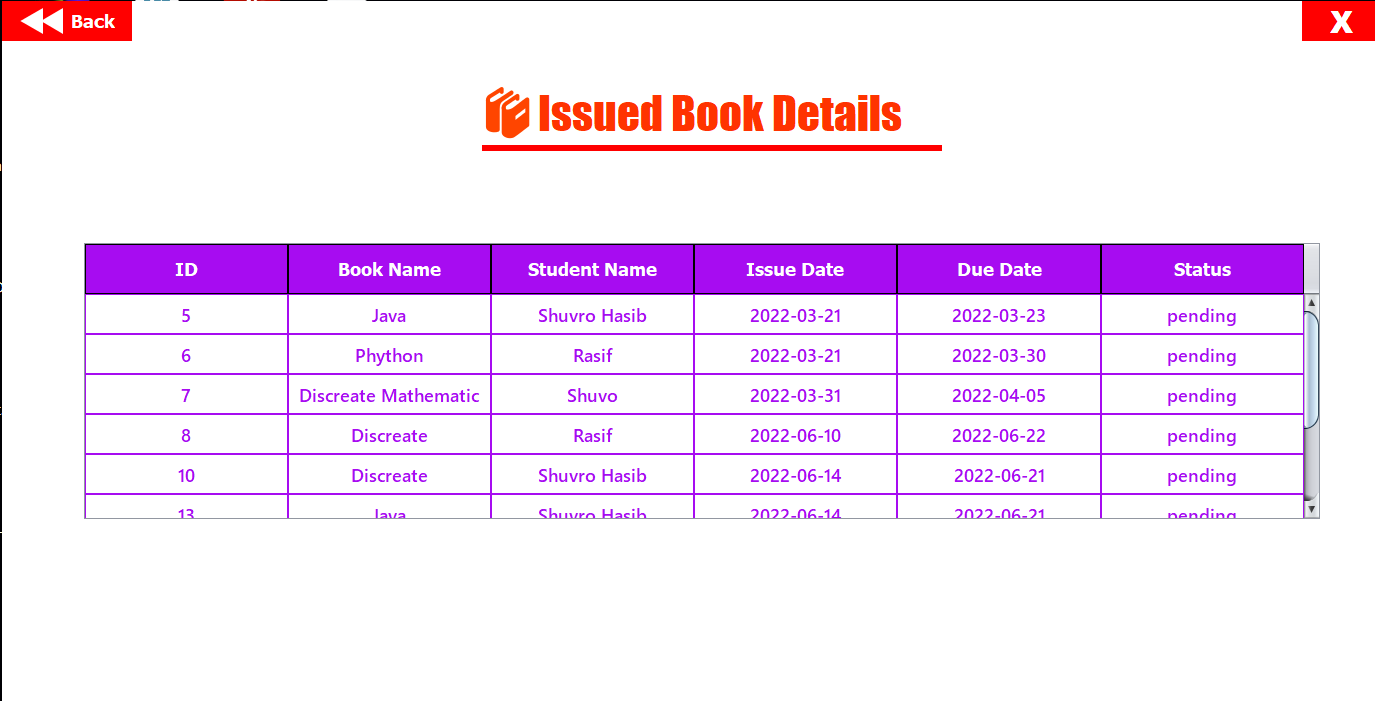 Back X
Issued Book Details
ID Book Name Student Name Issue Date Due Date Status
5 Java Shuvro Hasib 2022-03-21 2022-03-23 pending
6 Phython Rasif 2022-03-21 2022-03-30 pending
7 Discreate Mathematic Shuvo 2022-03-31 2022-04-05 pending
8 Discreate Rasif 2022-06-10 2022-06-22 pending
10 Discreate Shuvro Hasib 2022-06-14 2022-06-21 pending
13 Java Shuvro Hasib 2022-06-14 2022-06-21 pending